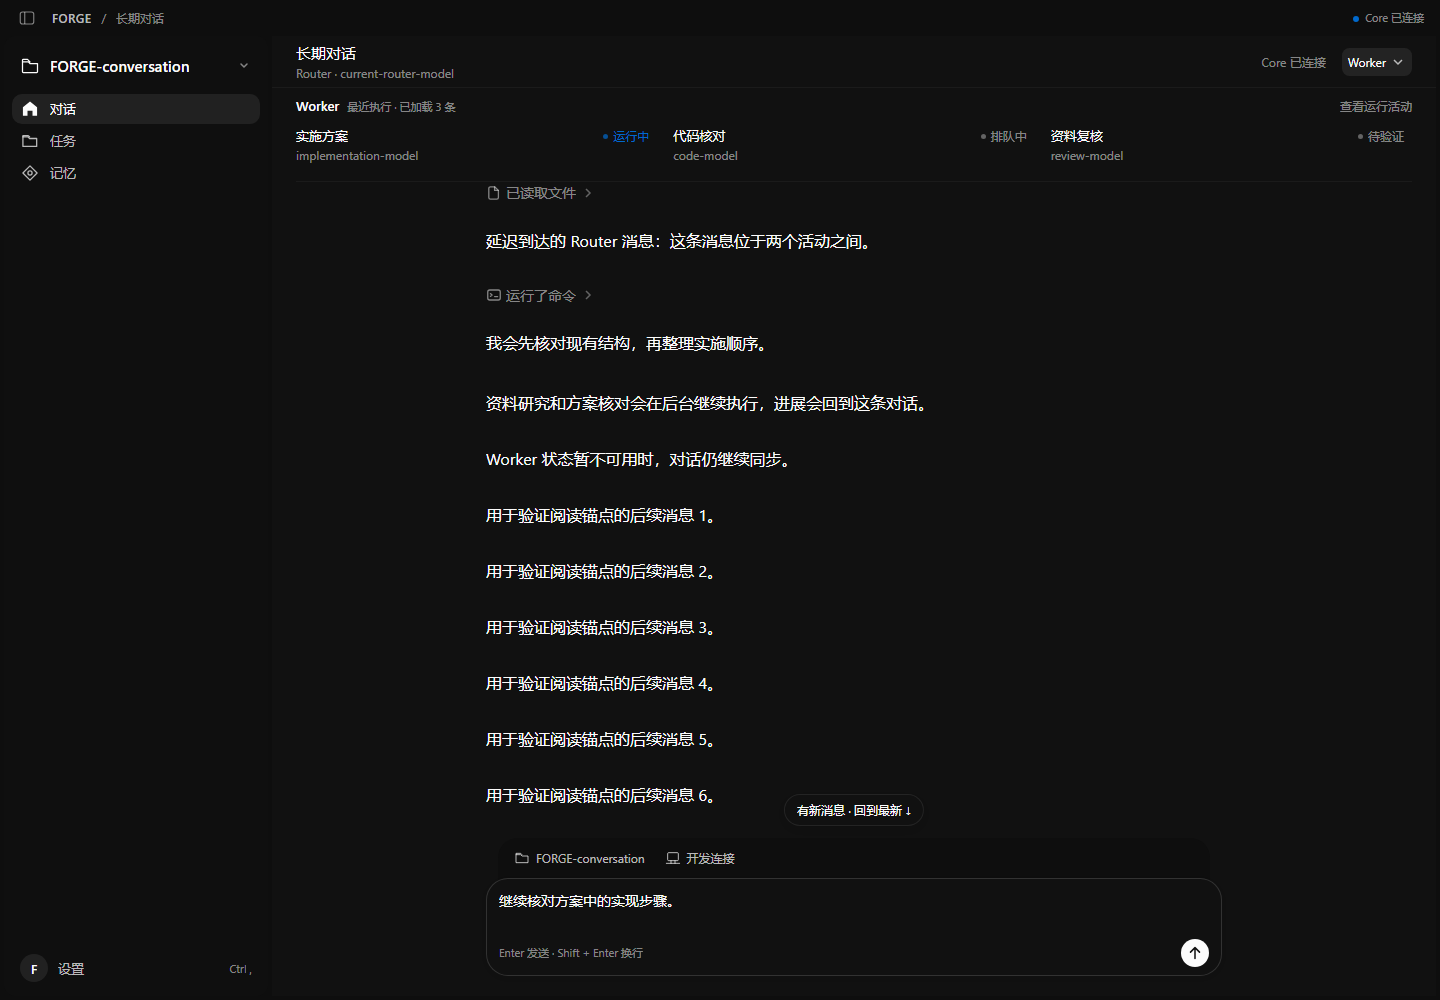 FORGE / 长期对话
Core 已连接
FORGE-conversation
对话
任务
记忆
长期对话
Router · current-router-model
Core 已连接
Worker
Worker 最近执行 · 已加载 3 条
查看运行活动
实施方案
运行中
implementation-model
代码核对
排队中
code-model
资料复核
待验证
review-model
已读取文件
延迟到达的 Router 消息：这条消息位于两个活动之间。
运行了命令
我会先核对现有结构，再整理实施顺序。
资料研究和方案核对会在后台继续执行，进展会回到这条对话。
Worker 状态暂不可用时，对话仍继续同步。
用于验证阅读锚点的后续消息 1。
用于验证阅读锚点的后续消息 2。
用于验证阅读锚点的后续消息 3。
用于验证阅读锚点的后续消息 4。
用于验证阅读锚点的后续消息 5。
用于验证阅读锚点的后续消息 6。
有新消息 · 回到最新 ↓
FORGE-conversation
开发连接
继续核对方案中的实现步骤。
Enter 发送 · Shift + Enter 换行
F 设置
Ctrl ,